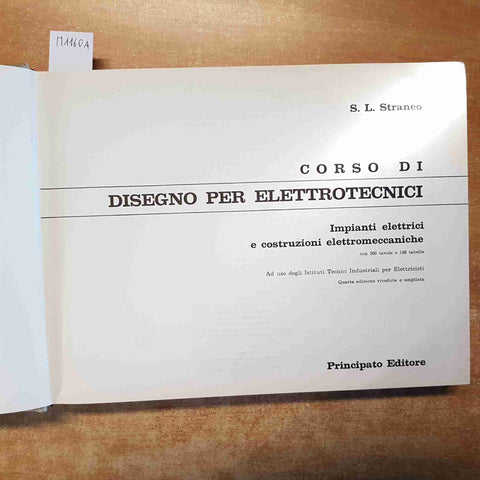 M1160A
S. L. Straneo
CORSO DI
DISEGNO PER ELETTROTECNICI
Impianti elettrici
e costruzioni elettromeccaniche
con 366 tavole e 148 tabelle
Ad uso degli Istituti Tecnici Industriali per Elettricisti
Quarta edizione riveduta e ampliata
Principato Editore